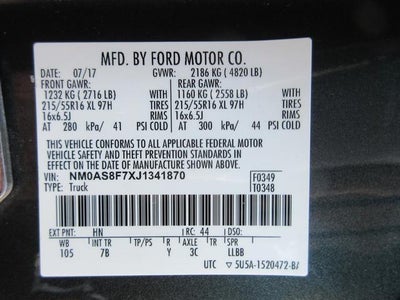 MFD. BY FORD MOTOR CO.
DATE: 07/17 GVWR: 2186 KG ( 4820 LB)
FRONT GAWR: REAR GAWR:
1232 KG ( 2716 LB) 1160 KG ( 2558 LB)
215/55R16 XL 97H TIRES 215/55R16 XL 97H TIRES
16x6.5J RIMS 16x6.5J RIMS
AT 280 kPa/ 41 PSI COLD AT 300 kPa/ 44 PSI COLD
THIS VEHICLE CONFORMS TO ALL APPLICABLE FEDERAL MOTOR
VEHICLE SAFETY AND THEFT PREVENTION STANDARDS IN EFFECT
ON THE DATE OF MANUFACTURE SHOWN ABOVE.
VIN: NM0AS8F7XJ1341870 F0349
TYPE: Truck T0348
EXT PNT: HN RC: 44 DSO:
WB INT TR TP/PS R AXLE TR SPR
105 7B Y 3C LLBB
UTC 5U5A-1520472-BA